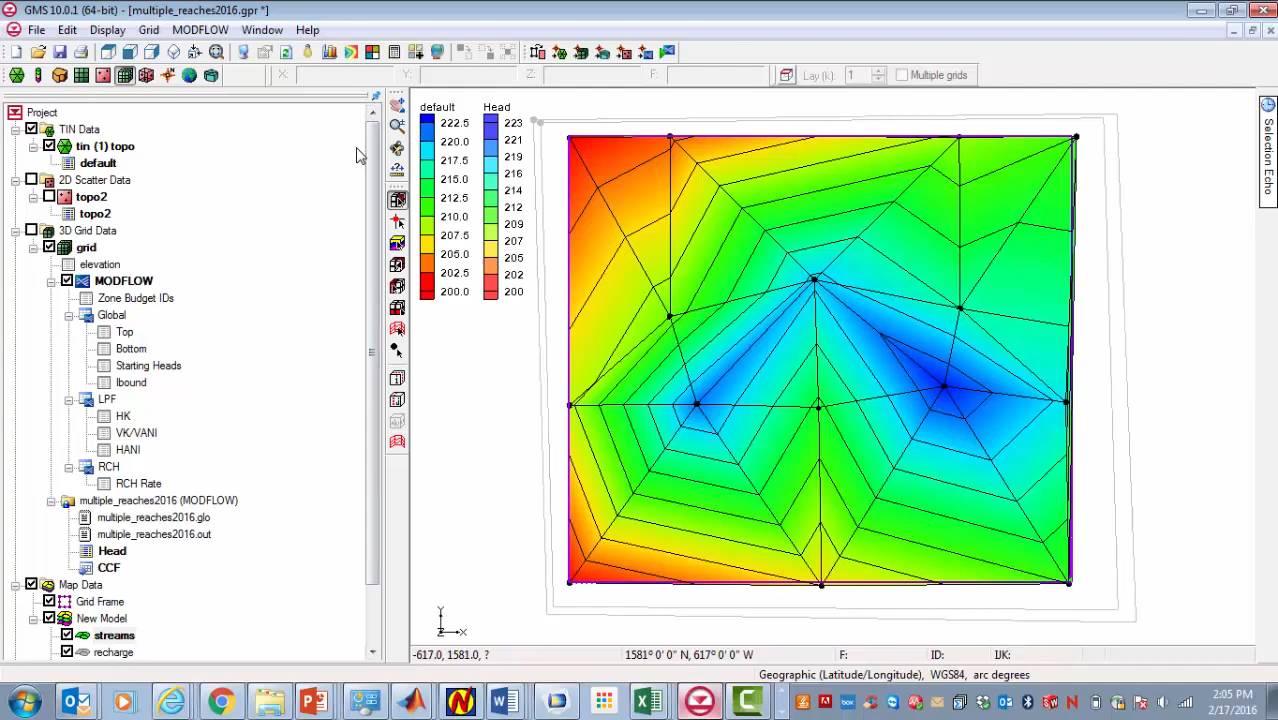 GMS 10.0.1 (64-bit) - [multiple_reaches2016.gpr *]
File Edit Display Grid MODFLOW Window Help
X: Y: Z: F: Lay (k): 1 Multiple grids
Project
TIN Data
tin (1) topo
default
2D Scatter Data
topo2
topo2
3D Grid Data
grid
elevation
MODFLOW
Zone Budget IDs
Global
Top
Bottom
Starting Heads
Ibound
LPF
HK
VK/VANI
HANI
RCH
RCH Rate
multiple_reaches2016 (MODFLOW)
multiple_reaches2016.glo
multiple_reaches2016.out
Head
CCF
Map Data
Grid Frame
New Model
streams
recharge
default Head
222.5 223
220.0 221
217.5 219
215.0 216
212.5 214
210.0 212
207.5 209
205.0 207
202.5 205
200.0 202
200
Y
Z X
Selection Echo
-617.0, 1581.0, ? 1581º 0' 0" N, 617º 0' 0" W F: ID: IJK:
Geographic (Latitude/Longitude), WGS84, arc degrees
2:05 PM
2/17/2016